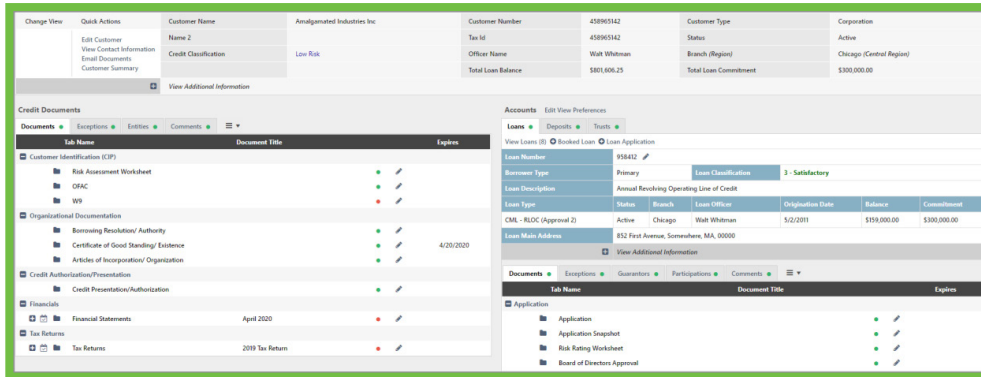 Change View Quick Actions Customer Name Amalgamated Industries Inc Customer Number 458965142 Customer Type Corporation
Edit Customer Name 2 Tax Id 458965142 Status Active
View Contact Information Credit Classification Low Risk Officer Name Walt Whitman Branch (Region) Chicago (Central Region)
Email Documents
Customer Summary Total Loan Balance $801,606.25 Total Loan Commitment $300,000.00
View Additional Information
Credit Documents
Documents Exceptions Entities Comments
Tab Name Document Title Expires
Customer Identification (CIP)
Risk Assessment Worksheet
OFAC
W9
Organizational Documentation
Borrowing Resolution/ Authority
Certificate of Good Standing/ Existence 4/20/2020
Articles of Incorporation/ Organization
Credit Authorization/Presentation
Credit Presentation/Authorization
Financials
Financial Statements April 2020
Tax Returns
Tax Returns 2019 Tax Return
Accounts Edit View Preferences
Loans Deposits Trusts
View Loans (8) Booked Loan Loan Application
Loan Number 958412
Borrower Type Primary Loan Classification 3 - Satisfactory
Loan Description Annual Revolving Operating Line of Credit
Loan Type Status Branch Loan Officer Origination Date Balance Commitment
CML - RLOC (Approval 2) Active Chicago Walt Whitman 5/2/2011 $159,000.00 $300,000.00
Loan Main Address 852 First Avenue, Somewhere, MA, 00000
View Additional Information
Documents Exceptions Guarantors Participations Comments
Tab Name Document Title Expires
Application
Application
Application Snapshot
Risk Rating Worksheet
Board of Directors Approval